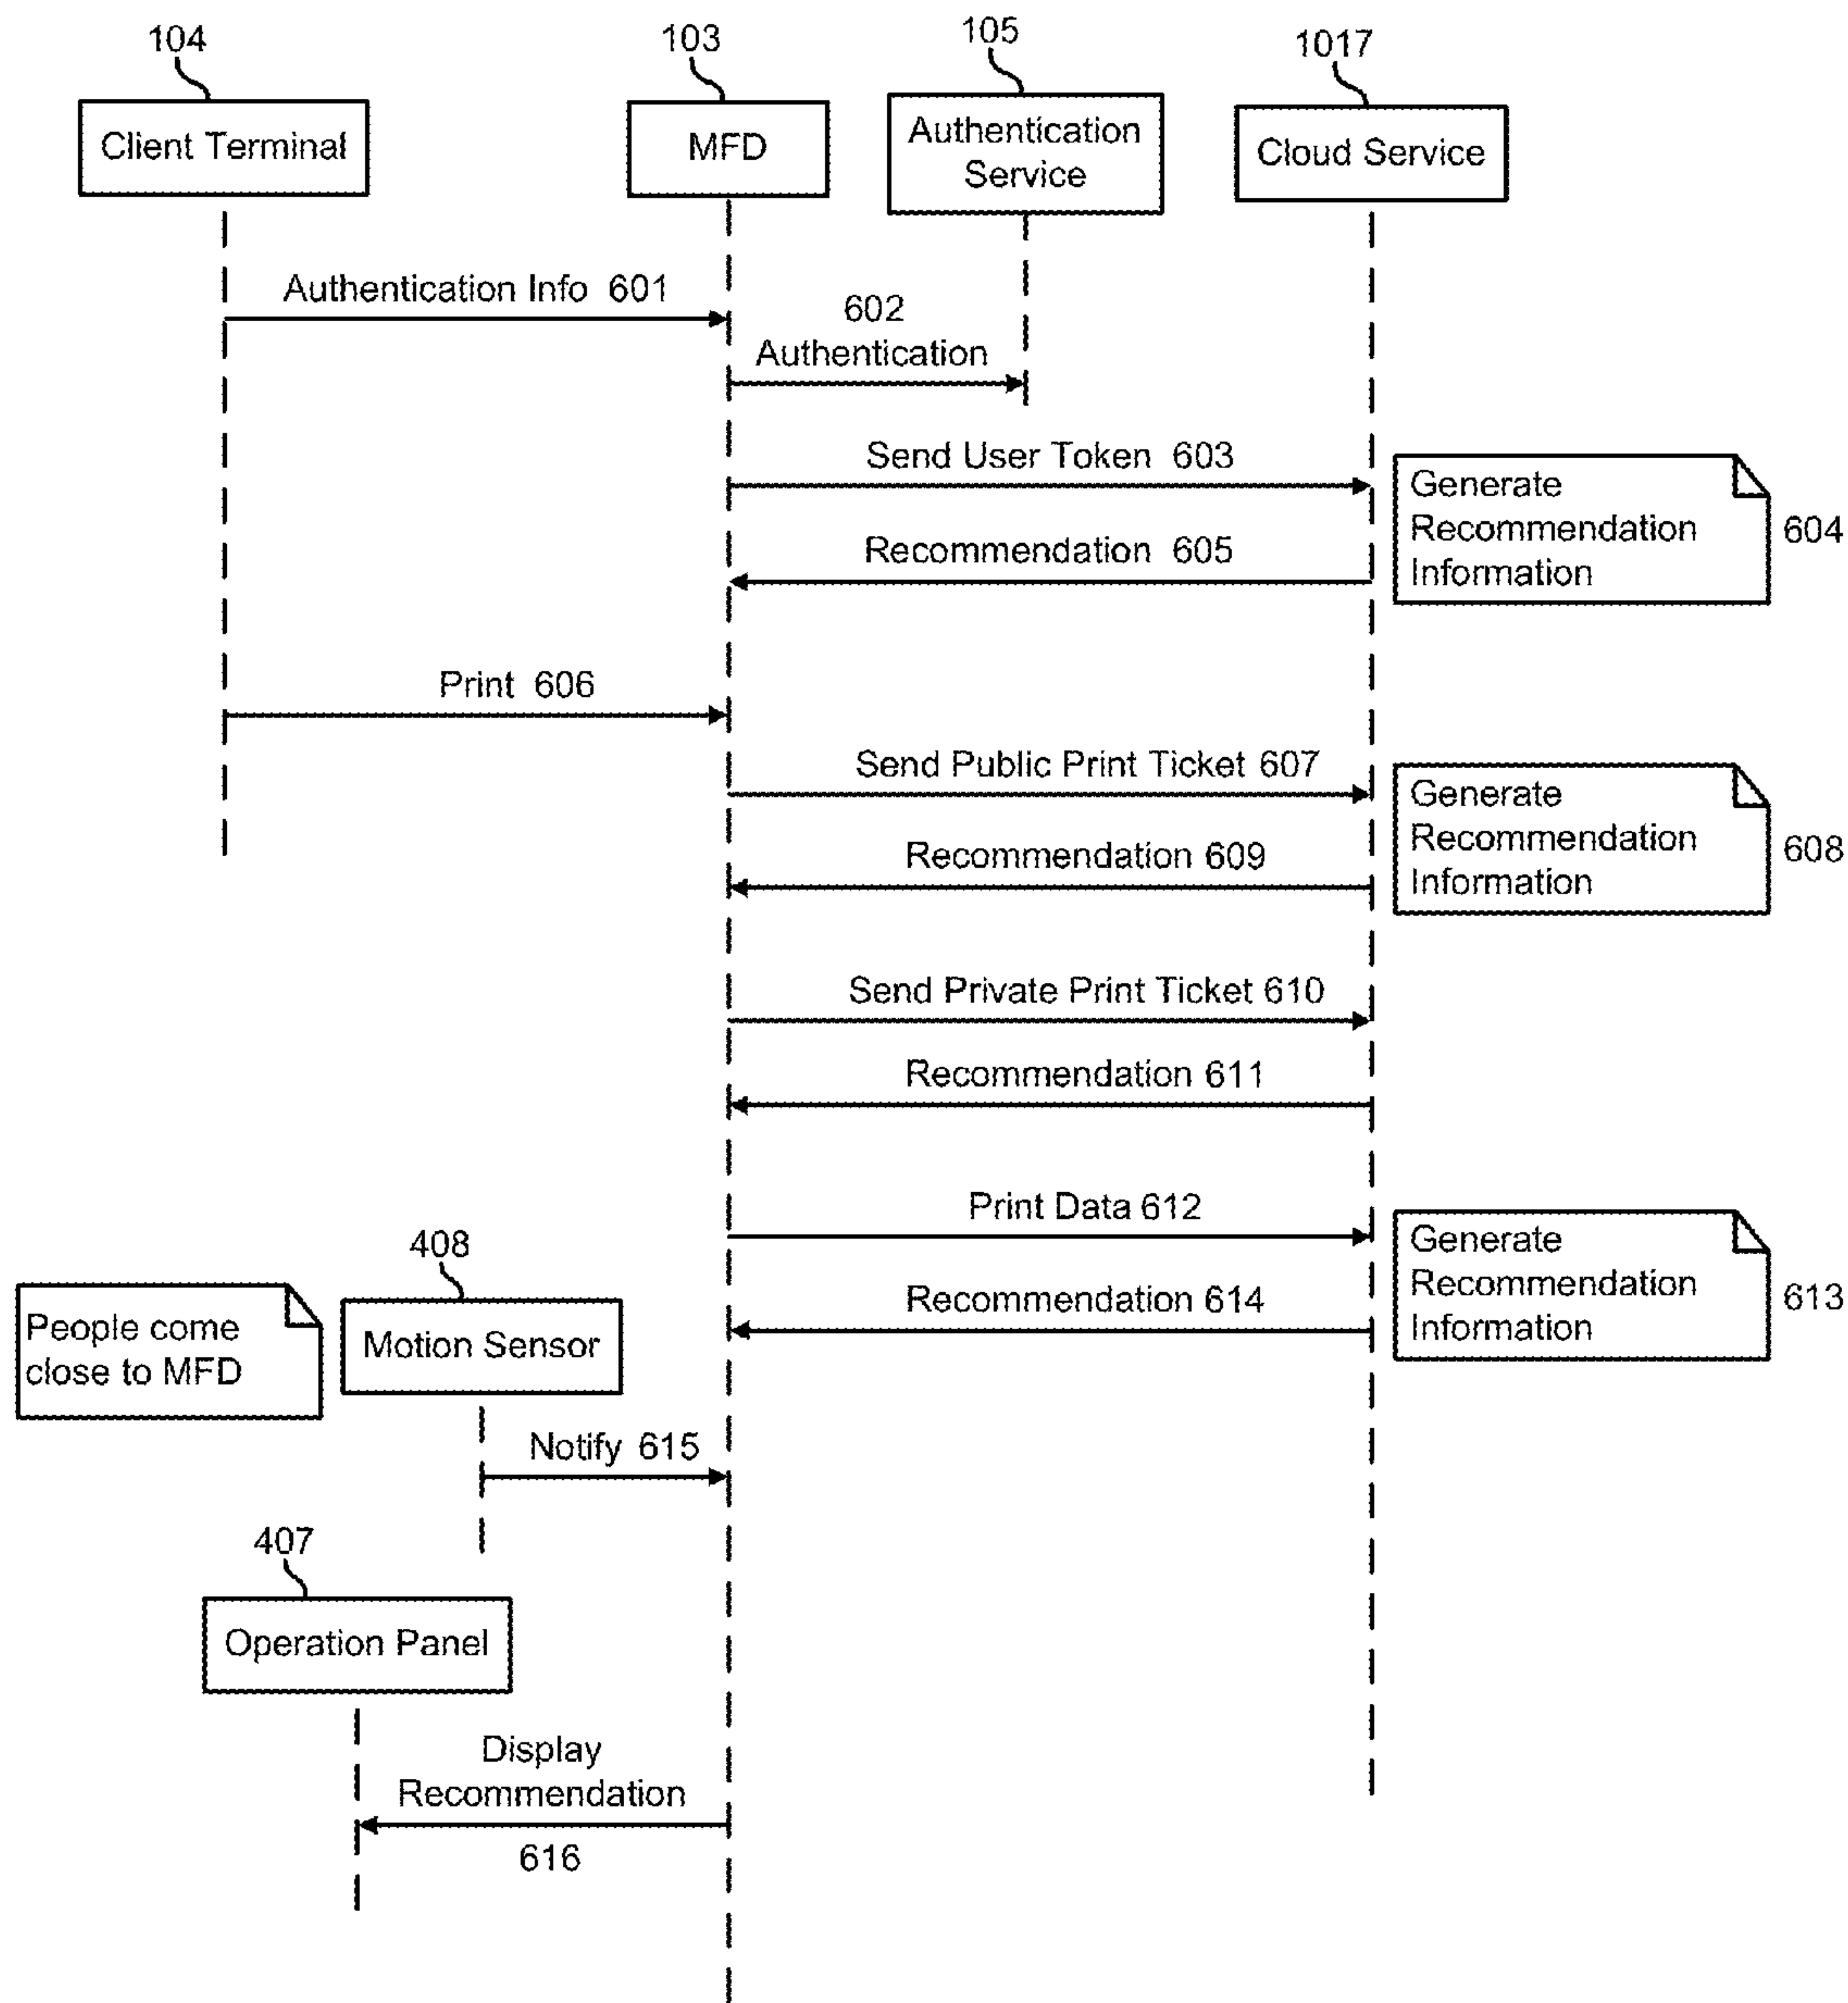 104
103
105
1017
Client Terminal
MFD
Authentication
Service
Cloud Service
Authentication Info 601
602
Authentication
Send User Token 603
Generate
Recommendation
Information
604
Recommendation 605
Print 606
Send Public Print Ticket 607
Generate
Recommendation
Information
608
Recommendation 609
Send Private Print Ticket 610
Recommendation 611
Print Data 612
Generate
Recommendation
Information
613
408
People come
close to MFD
Motion Sensor
Recommendation 614
Notify 615
407
Operation Panel
Display
Recommendation
616